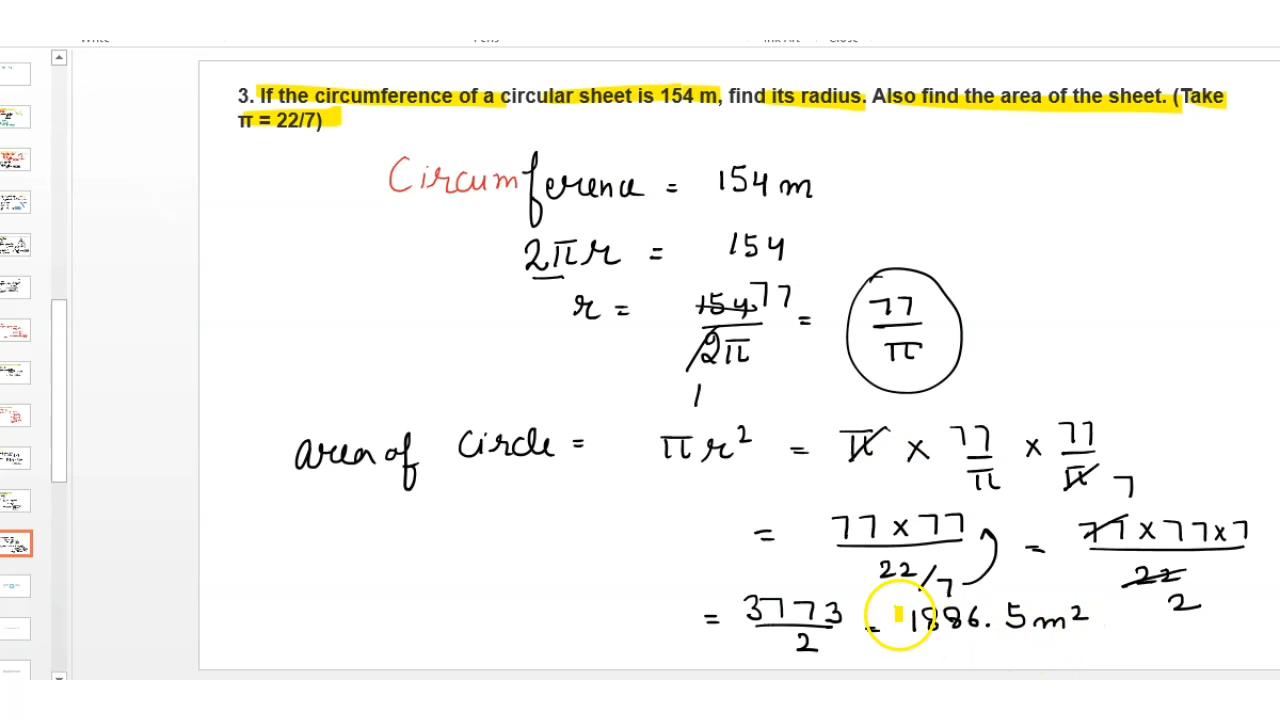 3. If the circumference of a circular sheet is 154 m, find its radius. Also find the area of the sheet. (Take
π = 22/7)
Circumference = 154 m
2πr = 154
r = 154 77 / 2π 1 = 77/π
area of circle = πr² = π × 77/π × 77/π 7
= 77 × 77 / 22/7 = 77 × 77 × 7 / 22 2
= 3773/2 = 1886.5 m²